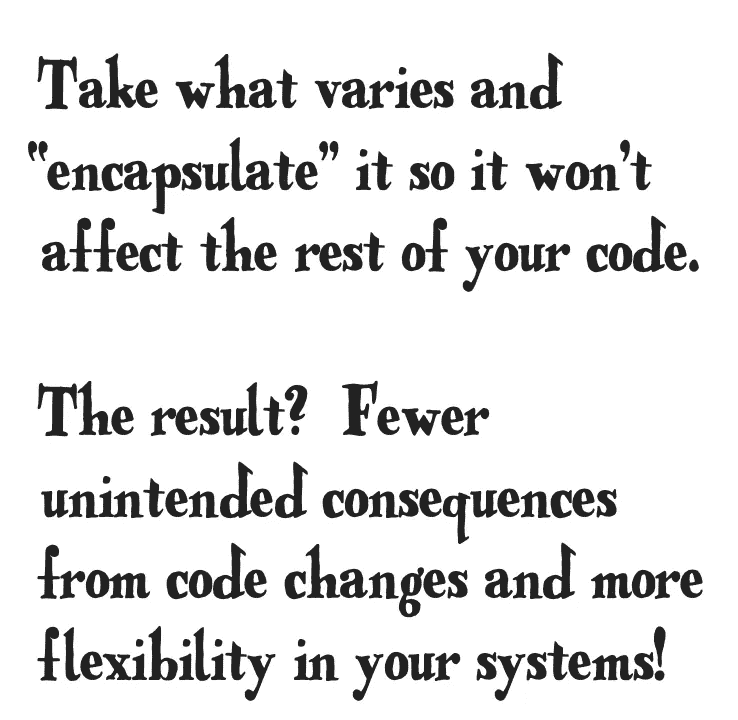 Take what varies and
“encapsulate” it so it won’t
affect the rest of your code.
The result? Fewer
unintended consequences
from code changes and more
flexibility in your systems!